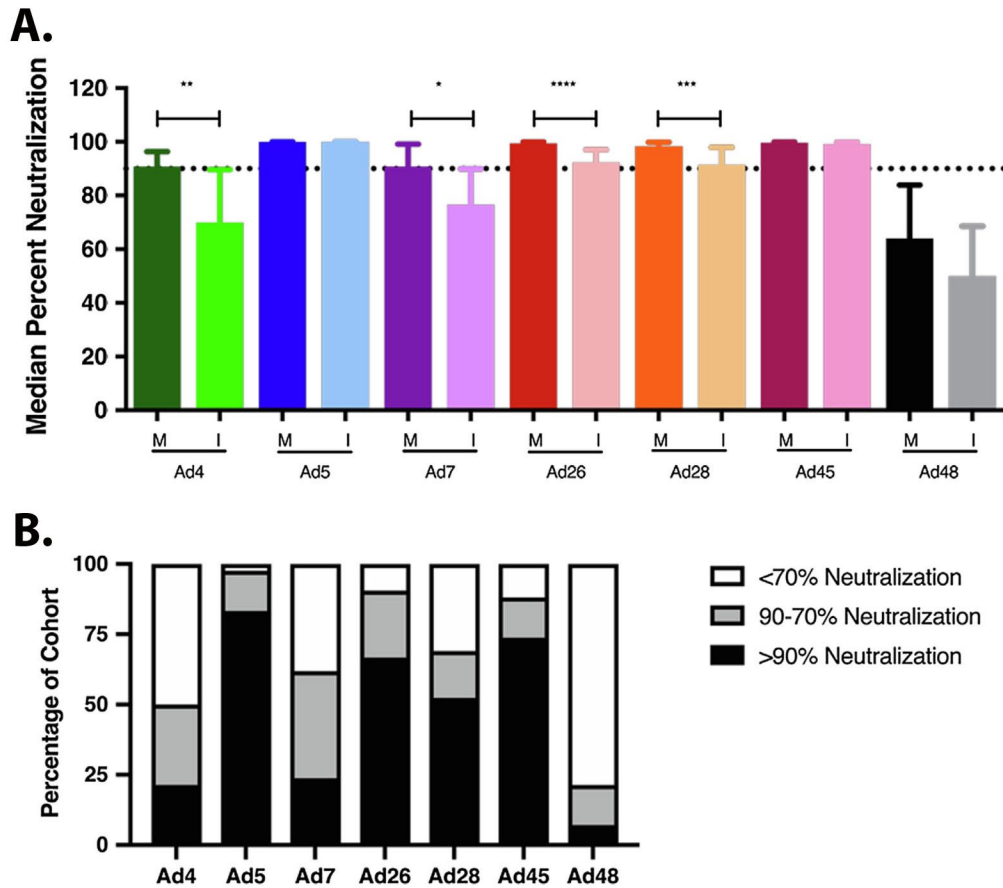 A.
Median Percent Neutralization
120
100
80
60
40
20
0
** * **** ***
M I M I M I M I M I M I M I
Ad4 Ad5 Ad7 Ad26 Ad28 Ad45 Ad48
B.
Percentage of Cohort
100
75
50
25
0
Ad4 Ad5 Ad7 Ad26 Ad28 Ad45 Ad48
<70% Neutralization
90-70% Neutralization
>90% Neutralization